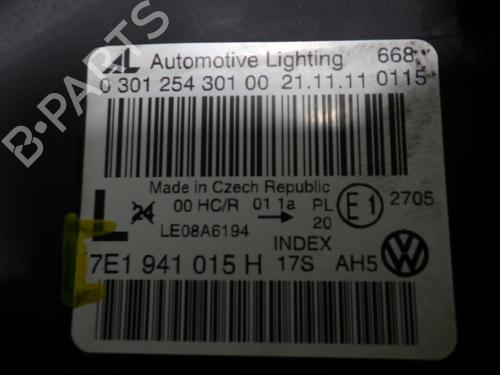 AL Automotive Lighting 668
0 301 254 301 00 21.11.11 0115
Made in Czech Republic
L 24 00 HC/R 01 1a PL E1 2705
20
LE08A6194 INDEX
7E1 941 015 H 17S AH5 VW
B-PARTS